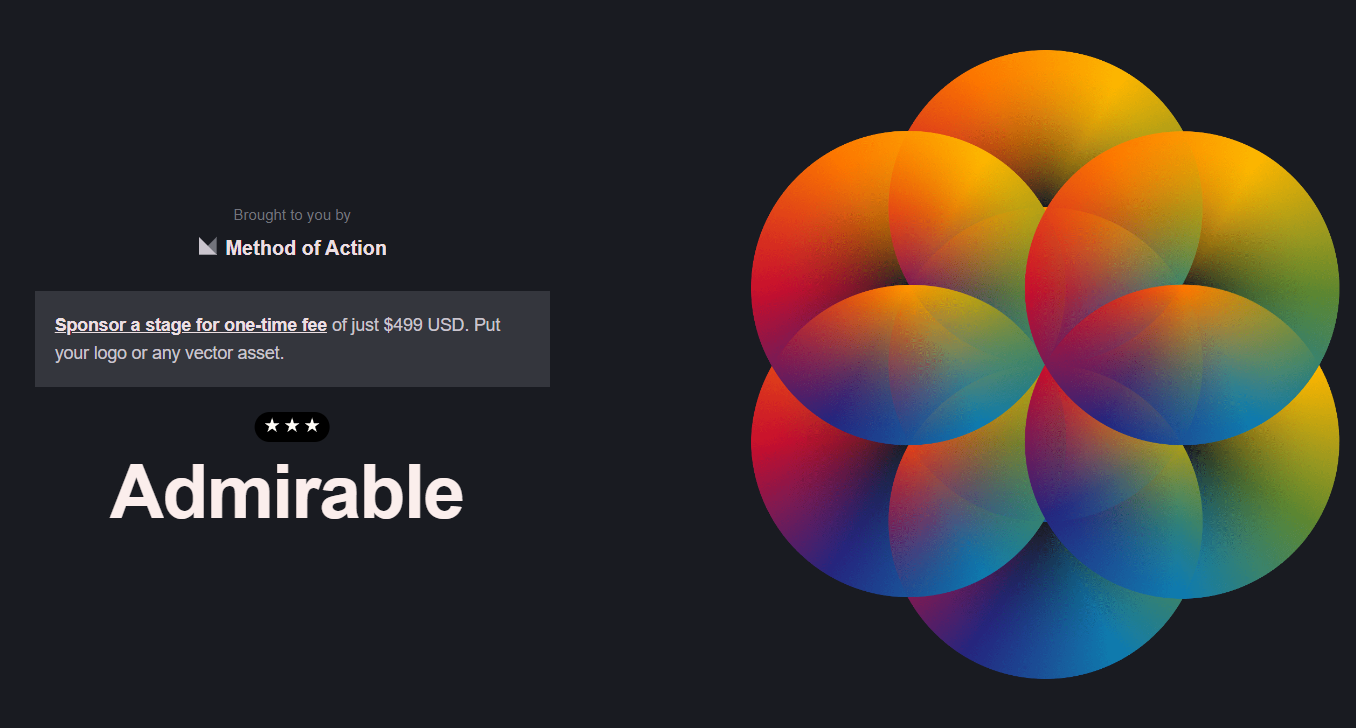 Brought to you by
Method of Action
Sponsor a stage for one-time fee of just $499 USD. Put
your logo or any vector asset.
★ ★ ★
Admirable